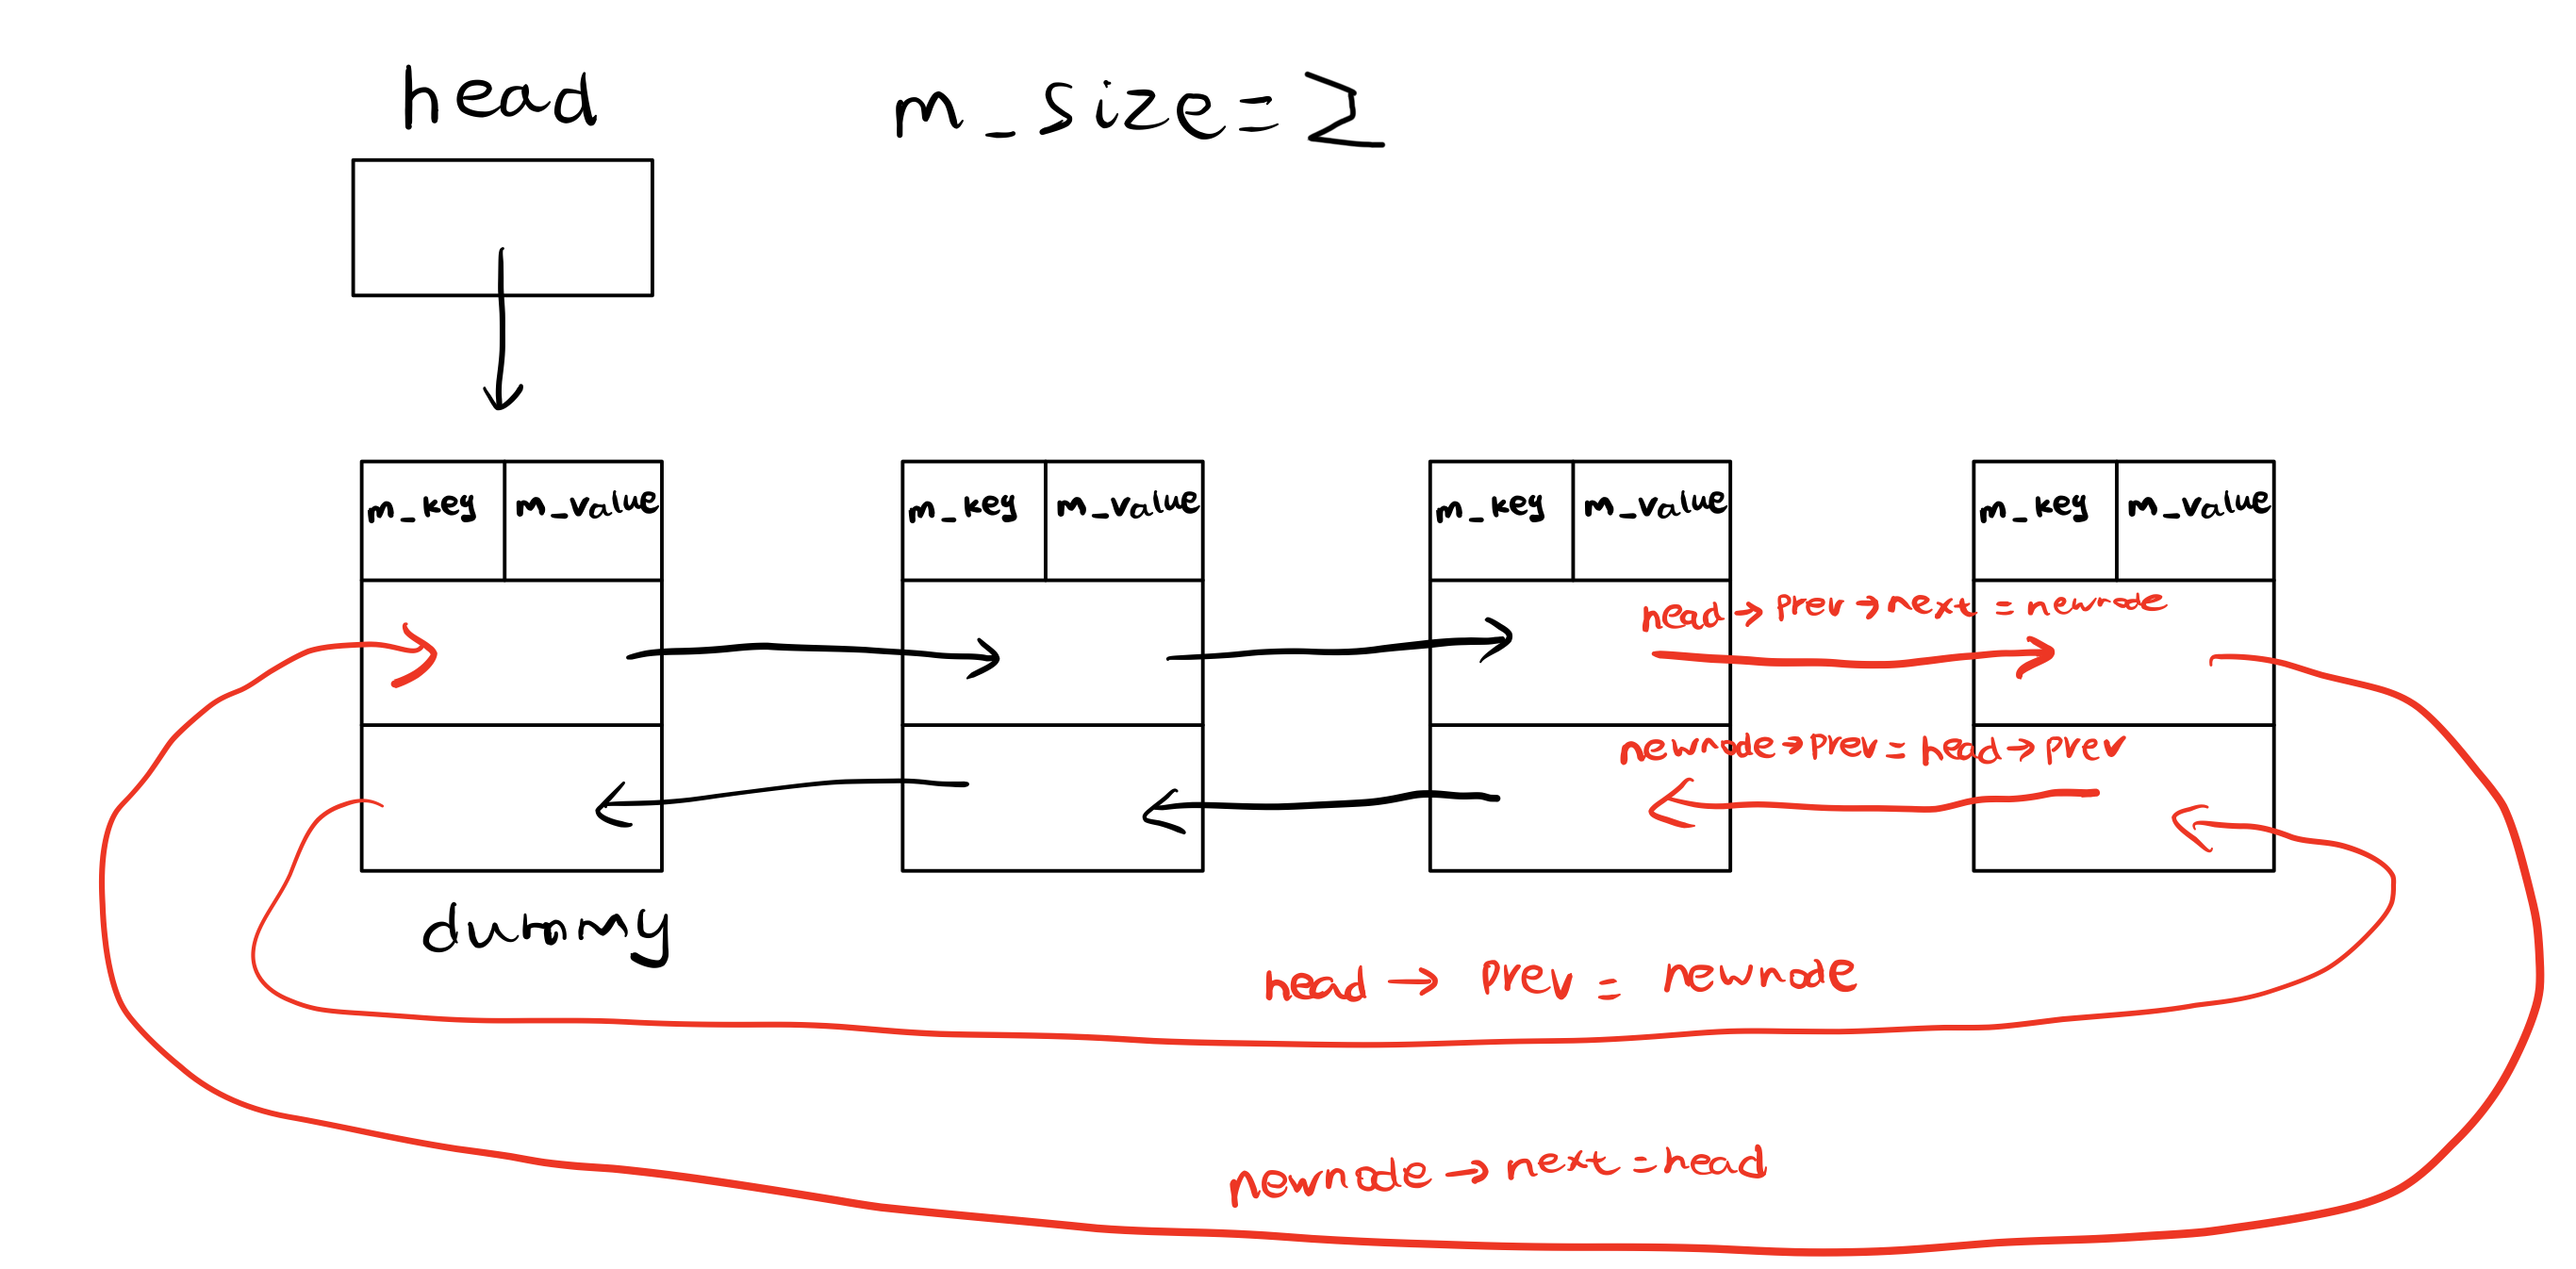 head
m_size=2
m_key m_value m_key m_value m_key m_value m_key m_value
head→prev→next = newnode
newnode→prev = head→prev
dummy
head → prev = newnode
newnode → next = head